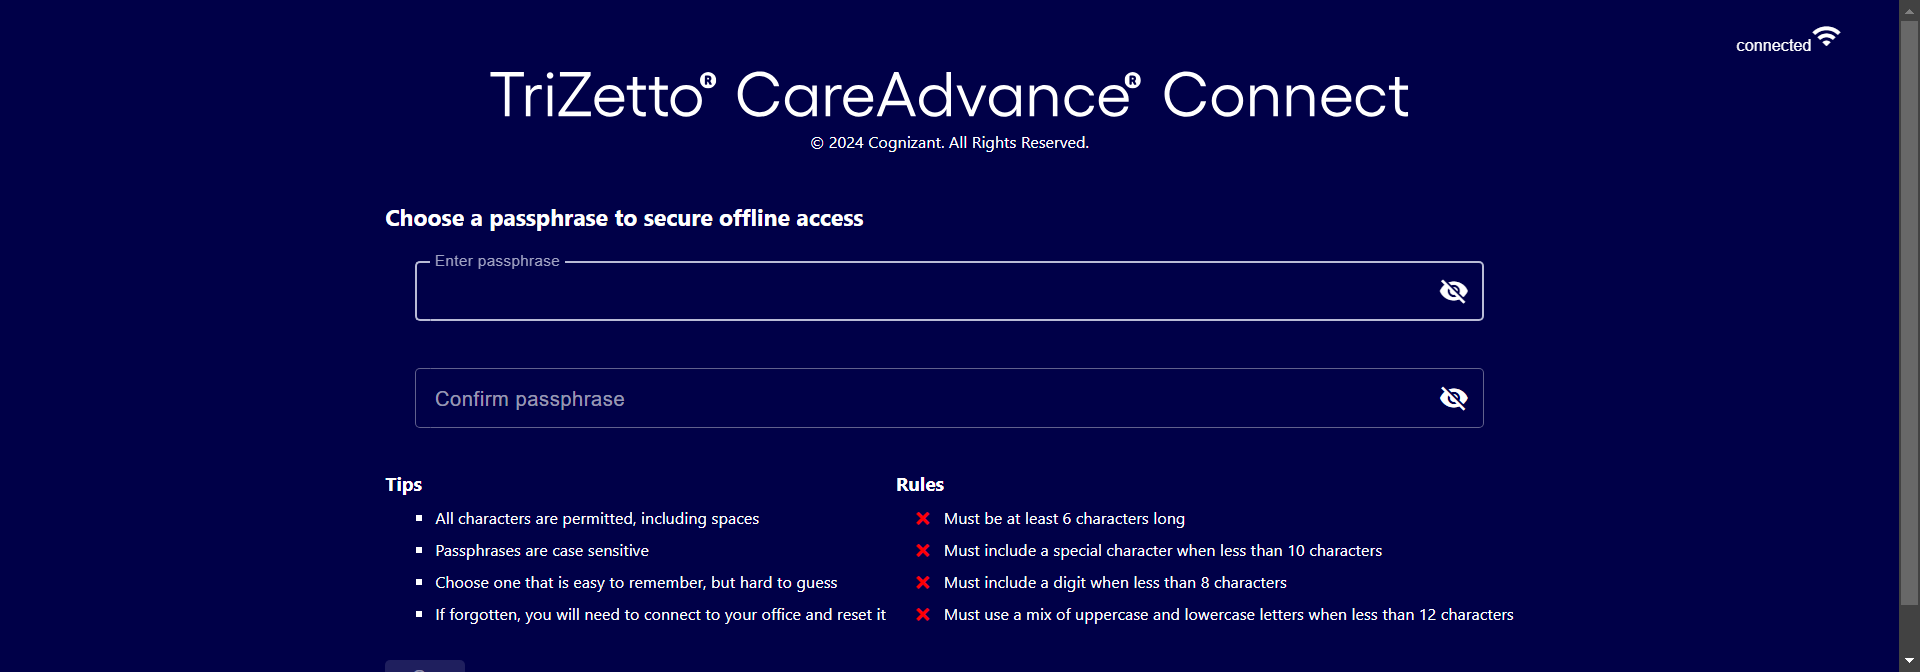 connected
TriZetto® CareAdvance® Connect
© 2024 Cognizant. All Rights Reserved.
Choose a passphrase to secure offline access
Enter passphrase
Confirm passphrase
Tips
All characters are permitted, including spaces
Passphrases are case sensitive
Choose one that is easy to remember, but hard to guess
If forgotten, you will need to connect to your office and reset it
Rules
Must be at least 6 characters long
Must include a special character when less than 10 characters
Must include a digit when less than 8 characters
Must use a mix of uppercase and lowercase letters when less than 12 characters